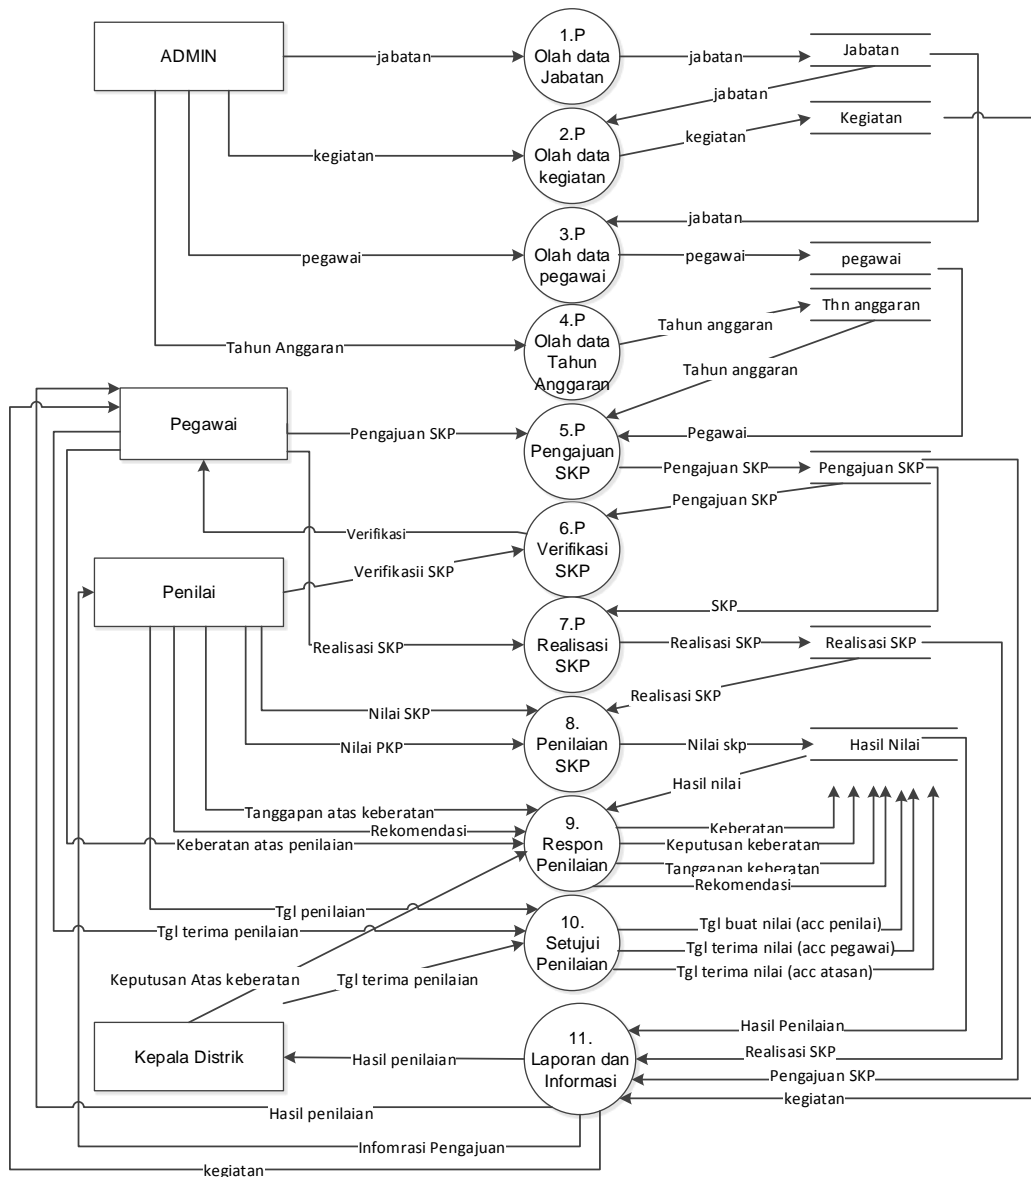 ADMIN
jabatan
1.P
Olah data
Jabatan
jabatan
Jabatan
jabatan
kegiatan
2.P
Olah data
kegiatan
kegiatan
Kegiatan
jabatan
pegawai
3.P
Olah data
pegawai
pegawai
pegawai
Tahun Anggaran
4.P
Olah data
Tahun
Anggaran
Tahun anggaran
Thn anggaran
Tahun anggaran
Pegawai
Pengajuan SKP
5.P
Pengajuan
SKP
Pegawai
Pengajuan SKP
Pengajuan SKP
Pengajuan SKP
Verifikasi
6.P
Verifikasi
SKP
Penilai
Verifikasii SKP
SKP
Realisasi SKP
7.P
Realisasi
SKP
Realisasi SKP
Realisasi SKP
Realisasi SKP
Nilai SKP
Nilai PKP
8.
Penilaian
SKP
Nilai skp
Hasil Nilai
Hasil nilai
Tanggapan atas keberatan
Rekomendasi
Keberatan atas penilaian
9.
Respon
Penilaian
Keberatan
Keputusan keberatan
Tanggapan keberatan
Rekomendasi
Tgl penilaian
Tgl terima penilaian
10.
Setujui
Penilaian
Tgl buat nilai (acc penilai)
Tgl terima nilai (acc pegawai)
Tgl terima nilai (acc atasan)
Keputusan Atas keberatan
Tgl terima penilaian
Kepala Distrik
Hasil penilaian
11.
Laporan dan
Informasi
Hasil Penilaian
Realisasi SKP
Pengajuan SKP
kegiatan
Hasil penilaian
Infomrasi Pengajuan
kegiatan